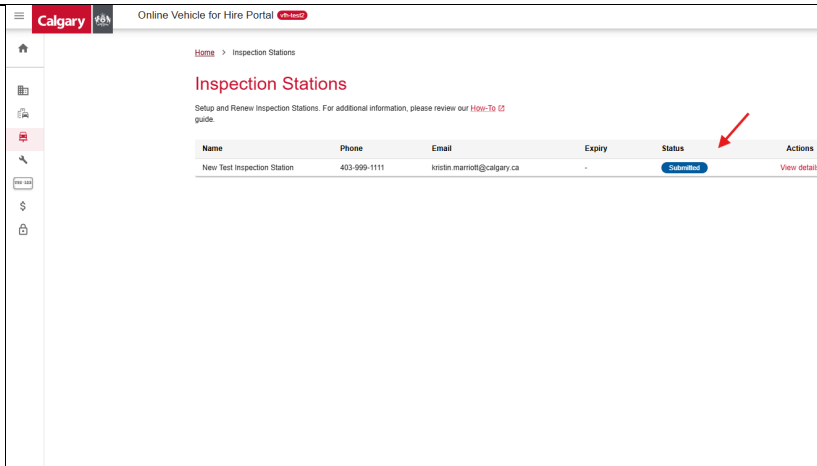 Calgary
Online Vehicle for Hire Portal vfh-test2
Home > Inspection Stations
Inspection Stations
Setup and Renew Inspection Stations. For additional information, please review our How-To
guide.
Name Phone Email Expiry Status Actions
New Test Inspection Station 403-999-1111 kristin.marriott@calgary.ca - Submitted View details
$